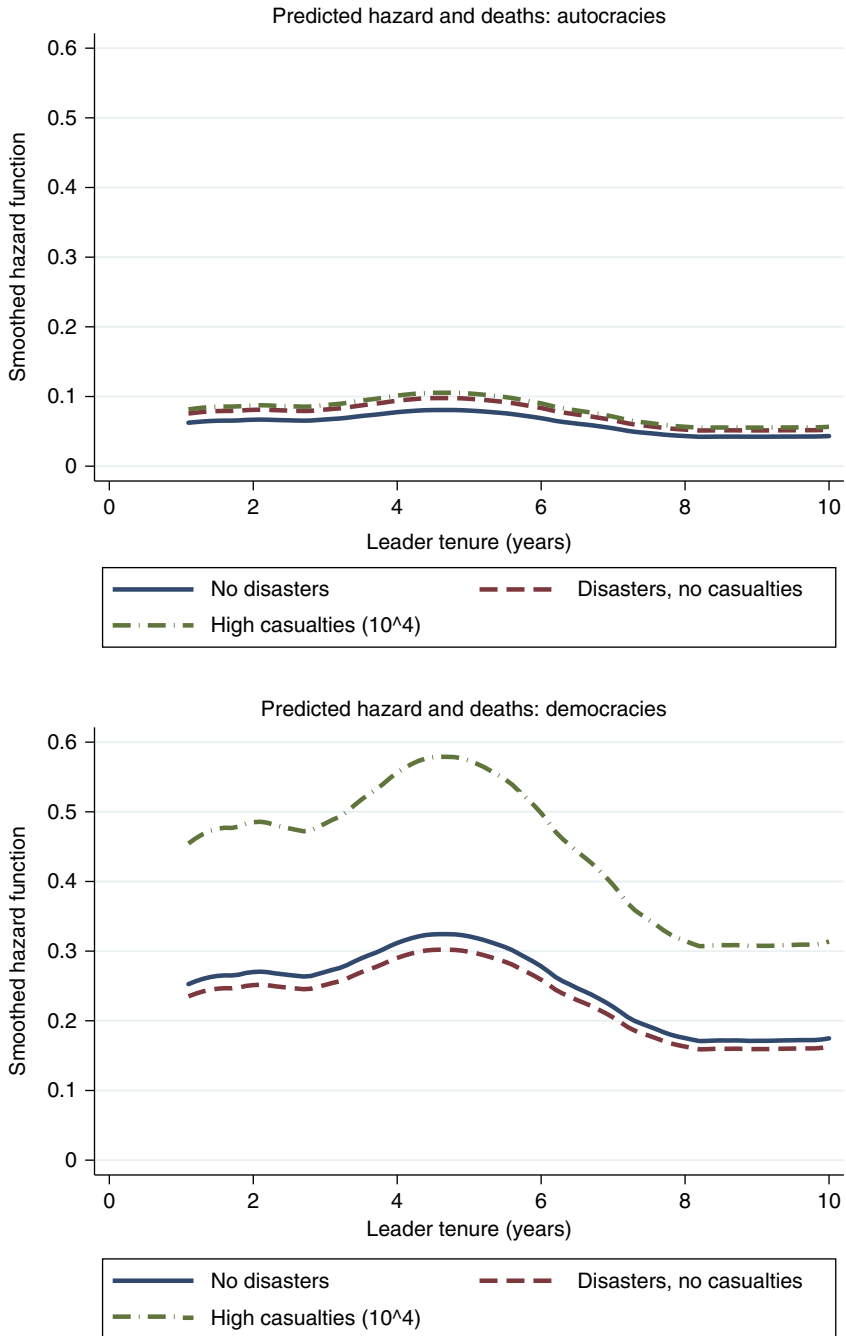 Predicted hazard and deaths: autocracies
Smoothed hazard function
0.6
0.5
0.4
0.3
0.2
0.1
0
0 2 4 6 8 10
Leader tenure (years)
No disasters Disasters, no casualties
High casualties (10^4)
Predicted hazard and deaths: democracies
Smoothed hazard function
0.6
0.5
0.4
0.3
0.2
0.1
0
0 2 4 6 8 10
Leader tenure (years)
No disasters Disasters, no casualties
High casualties (10^4)